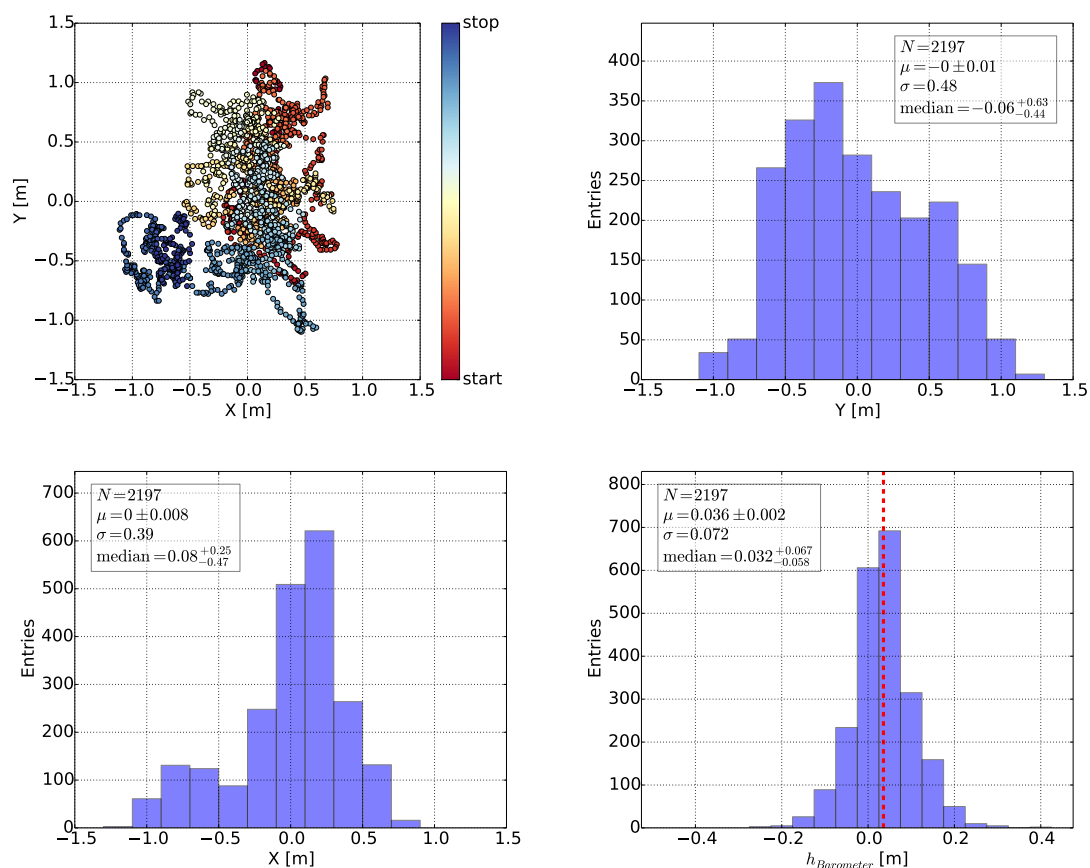 1.5
1.0
0.5
0.0
−0.5
−1.0
−1.5
−1.5 −1.0 −0.5 0.0 0.5 1.0 1.5
X [m]
Y [m]
stop
start
400
350
300
250
200
150
100
50
0
−1.5 −1.0 −0.5 0.0 0.5 1.0 1.5
Y [m]
Entries
N=2197
μ=−0±0.01
σ=0.48
median=−0.06 +0.63 −0.44
700
600
500
400
300
200
100
0
−1.5 −1.0 −0.5 0.0 0.5 1.0 1.5
X [m]
Entries
N=2197
μ=0±0.008
σ=0.39
median=0.08 +0.25 −0.47
800
700
600
500
400
300
200
100
0
−0.4 −0.2 0.0 0.2 0.4
h_Barometer [m]
Entries
N=2197
μ=0.036±0.002
σ=0.072
median=0.032 +0.067 −0.058